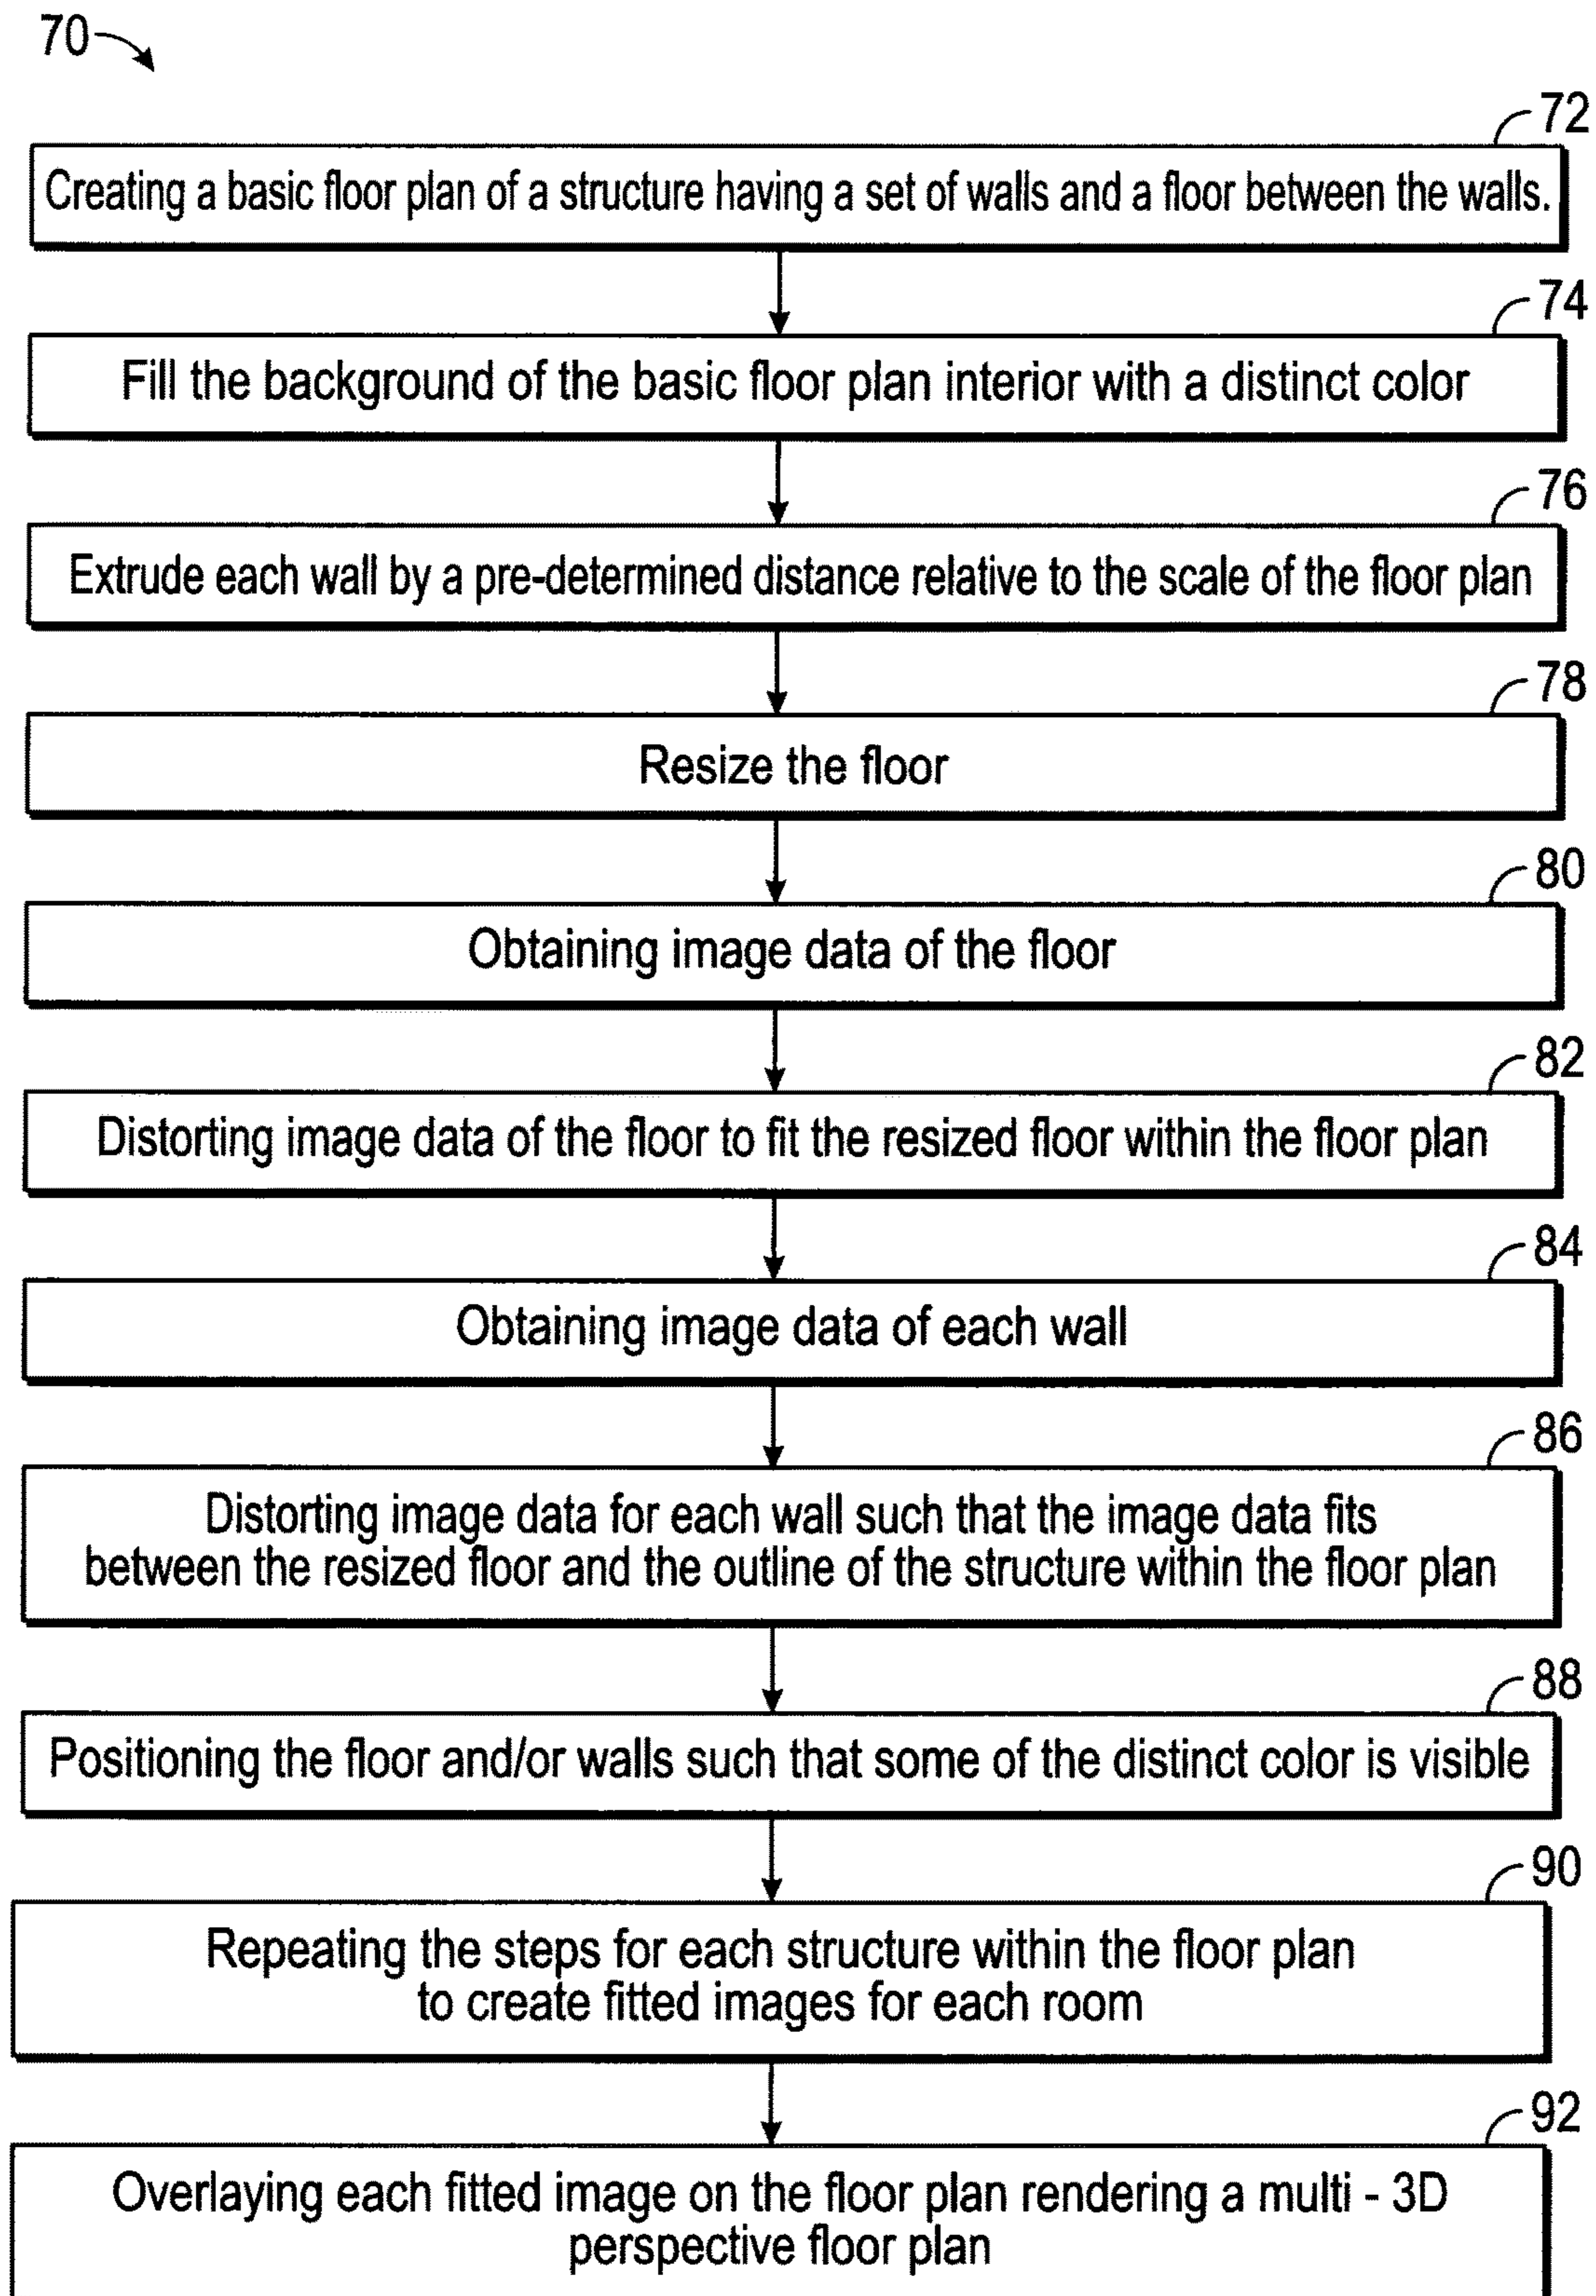 70
72
Creating a basic floor plan of a structure having a set of walls and a floor between the walls.
74
Fill the background of the basic floor plan interior with a distinct color
76
Extrude each wall by a pre-determined distance relative to the scale of the floor plan
78
Resize the floor
80
Obtaining image data of the floor
82
Distorting image data of the floor to fit the resized floor within the floor plan
84
Obtaining image data of each wall
86
Distorting image data for each wall such that the image data fits
between the resized floor and the outline of the structure within the floor plan
88
Positioning the floor and/or walls such that some of the distinct color is visible
90
Repeating the steps for each structure within the floor plan
to create fitted images for each room
92
Overlaying each fitted image on the floor plan rendering a multi - 3D
perspective floor plan